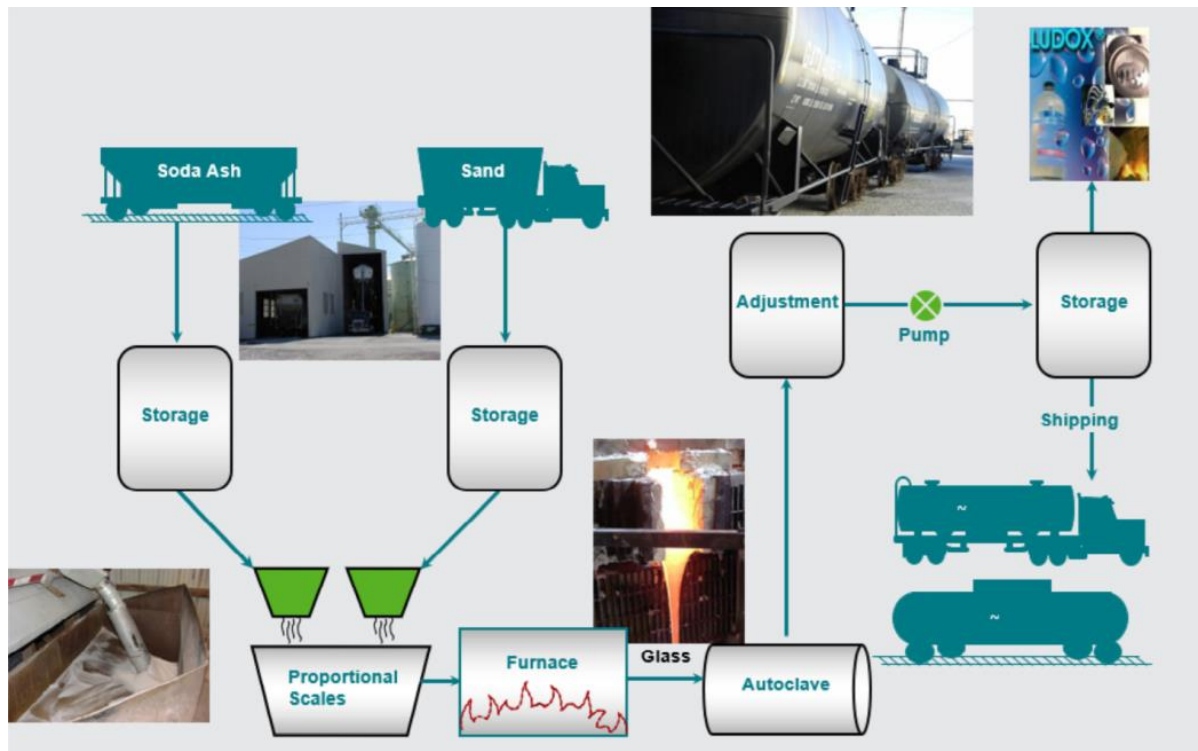 LUDOX®
Soda Ash
Sand
Adjustment
Pump
Storage
Shipping
Storage
Storage
~
~
Proportional
Scales
Furnace
Glass
Autoclave